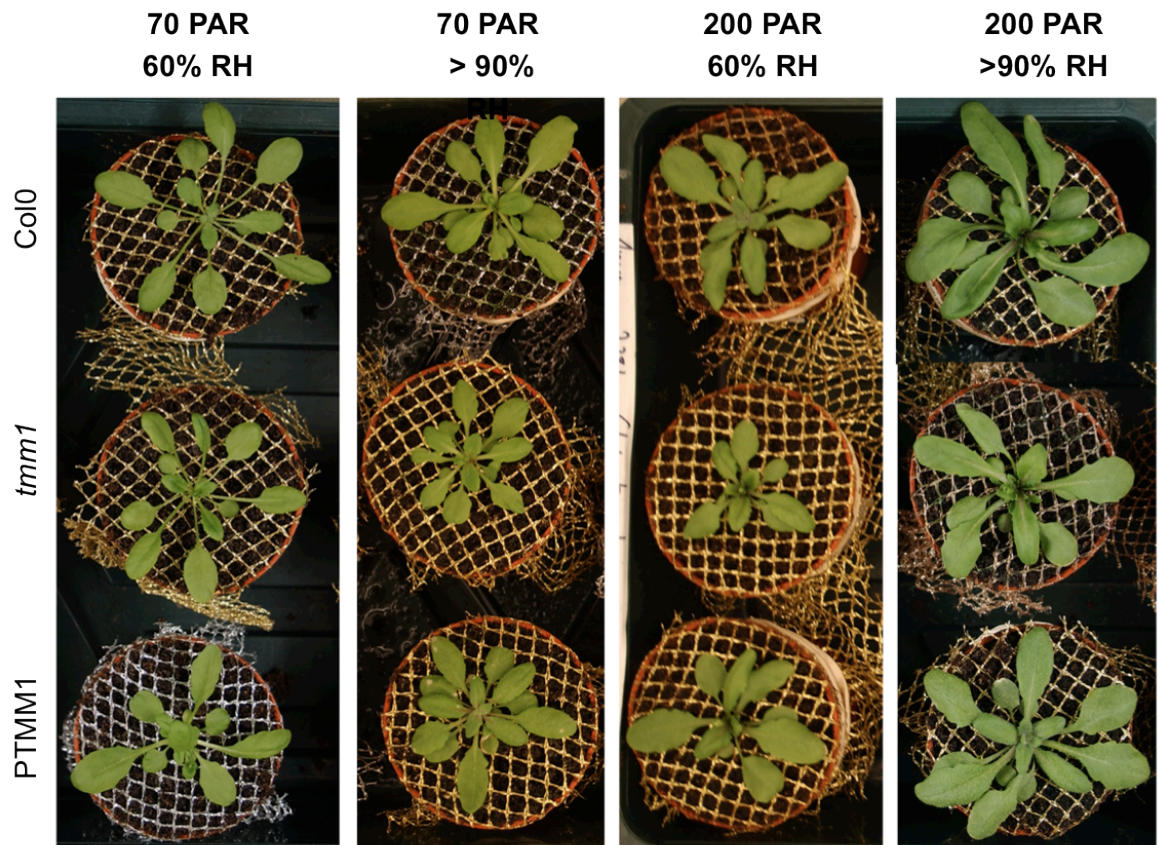 70 PAR
60% RH
70 PAR
> 90%
RH
200 PAR
60% RH
200 PAR
>90% RH
Col0
tmm1
PTMM1